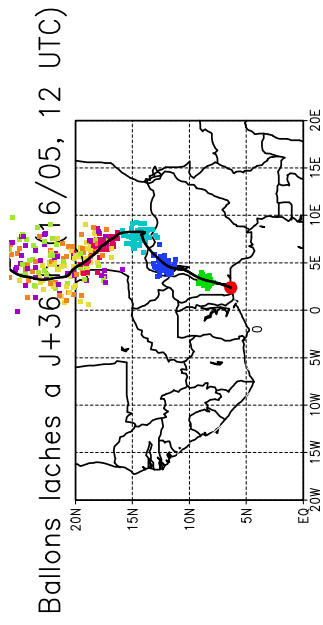 Ballons laches a J+36 (16/05, 12 UTC)
20N
15N
10N
5N
EQ
20W
15W
10W
5W
0
5E
10E
15E
20E
0